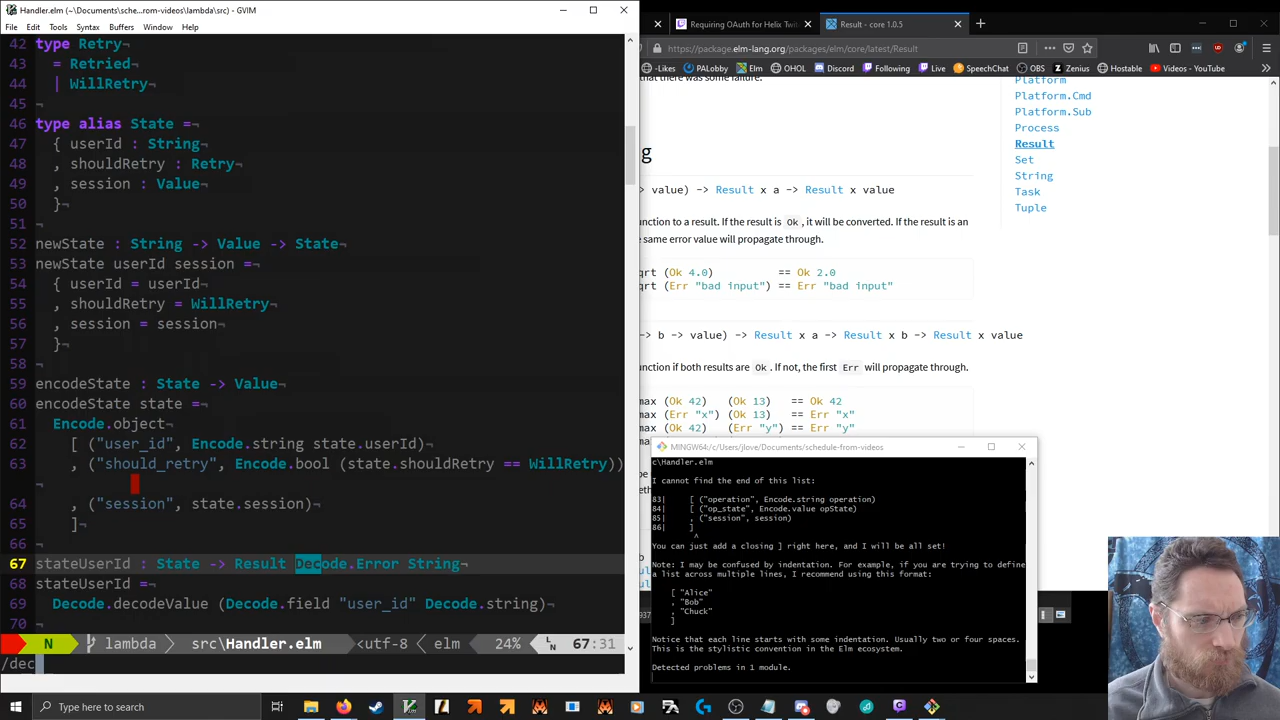 Handler.elm (~\Documents\sche...rom-videos\lambda\src) - GVIM
File Edit Tools Syntax Buffers Window Help
42 type Retry¬
43   = Retried¬
44   | WillRetry¬
45 ¬
46 type alias State =¬
47   { userId : String¬
48   , shouldRetry : Retry¬
49   , session : Value¬
50   }¬
51 ¬
52 newState : String -> Value -> State¬
53 newState userId session =¬
54   { userId = userId¬
55   , shouldRetry = WillRetry¬
56   , session = session¬
57   }¬
58 ¬
59 encodeState : State -> Value¬
60 encodeState state =¬
61   Encode.object¬
62     [ ("user_id", Encode.string state.userId)¬
63     , ("should_retry", Encode.bool (state.shouldRetry == WillRetry))
¬
64     , ("session", state.session)¬
65     ]¬
66 ¬
67 stateUserId : State -> Result Decode.Error String¬
68 stateUserId =¬
69   Decode.decodeValue (Decode.field "user_id" Decode.string)¬
70 ¬
N lambda src\Handler.elm <utf-8 < elm 24% LN 67:31
/dec
Requiring OAuth for Helix Twi
Result - core 1.0.5
https://package.elm-lang.org/packages/elm/core/latest/Result
-Likes PALobby Elm OHOL Discord Following Live SpeechChat OBS Zenius Hostable Videos - YouTube
that there was some failure.
g
> value) -> Result x a -> Result x value
nction to a result. If the result is Ok, it will be converted. If the result is an
same error value will propagate through.
qrt (Ok 4.0) == Ok 2.0
qrt (Err "bad input") == Err "bad input"
-> b -> value) -> Result x a -> Result x b -> Result x value
unction if both results are Ok. If not, the first Err will propagate through.
max (Ok 42) (Ok 13) == Ok 42
max (Err "x") (Ok 13) == Err "x"
max (Ok 42) (Err "y") == Err "y"
Platform
Platform.Cmd
Platform.Sub
Process
Result
Set
String
Task
Tuple
MINGW64:/c/Users/jlove/Documents/schedule-from-videos
c\Handler.elm
I cannot find the end of this list:
83|     [ ("operation", Encode.string operation)
84|     [ ("op_state", Encode.value opState)
85|     , ("session", session)
86|     ]
^
You can just add a closing ] right here, and I will be all set!
Note: I may be confused by indentation. For example, if you are trying to define
a list across multiple lines, I recommend using this format:
[ "Alice"
, "Bob"
, "Chuck"
]
Notice that each line starts with some indentation. Usually two or four spaces.
This is the stylistic convention in the Elm ecosystem.
Detected problems in 1 module.
Type here to search